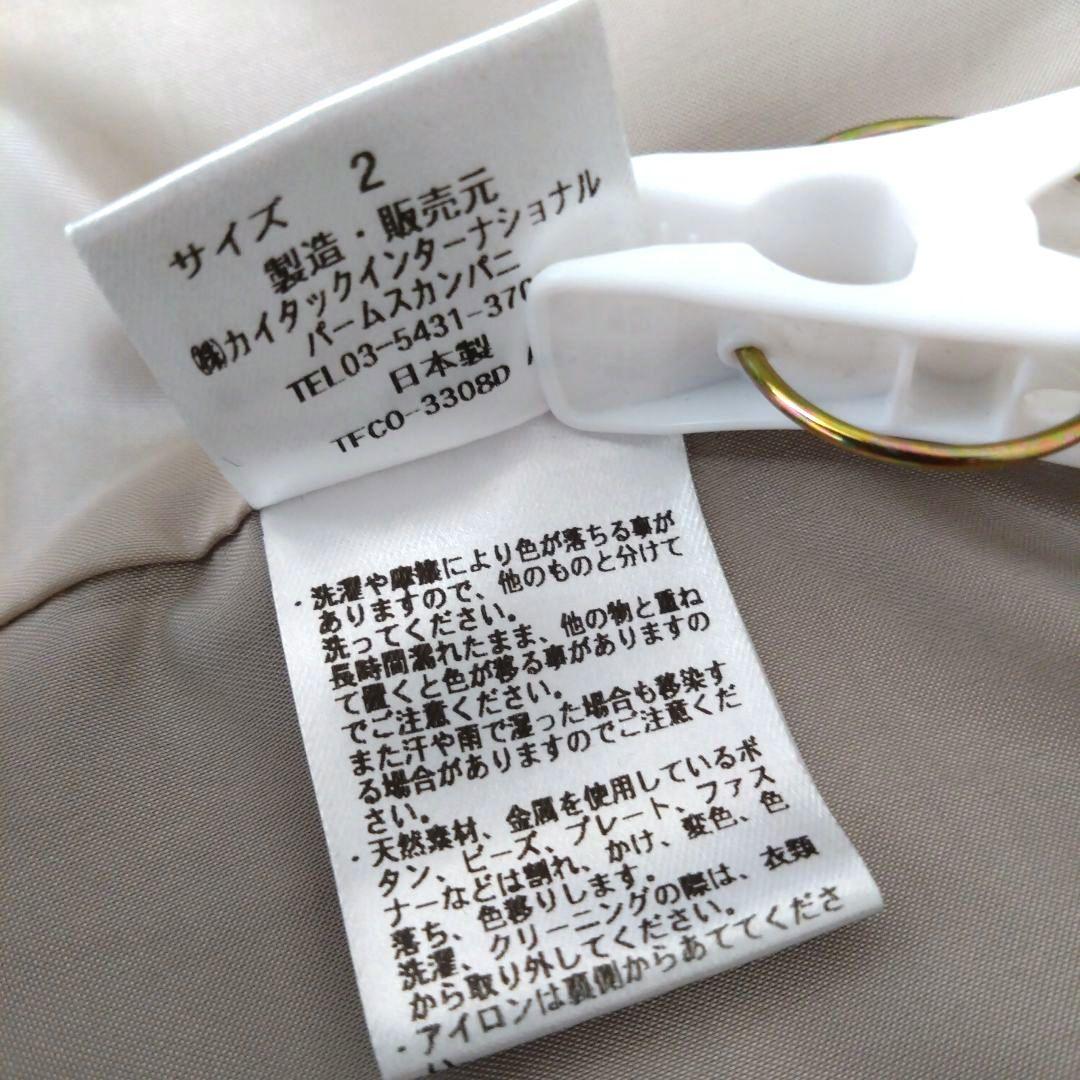 サイズ 2
製造・販売元
㈱カイタックインターナショナル
パームスカンパニ
TEL03-5431-370
日本製
TFCO-3308D
・洗濯や摩擦により色が落ちる事が
ありますので、他のものと分けて
洗ってください。
長時間濡れたまま、他の物と重ね
て置くと色が移る事がありますの
でご注意ください。
また汗や雨で湿った場合も移染す
る場合がありますのでご注意くだ
さい。
・天然素材、金属を使用しているボ
タン、ビーズ、プレート、ファス
ナーなどは割れ、かけ、変色、色
落ち、色移りします。
洗濯、クリーニングの際は、衣類
から取り外してください。
・アイロンは裏側からあててくださ
い。